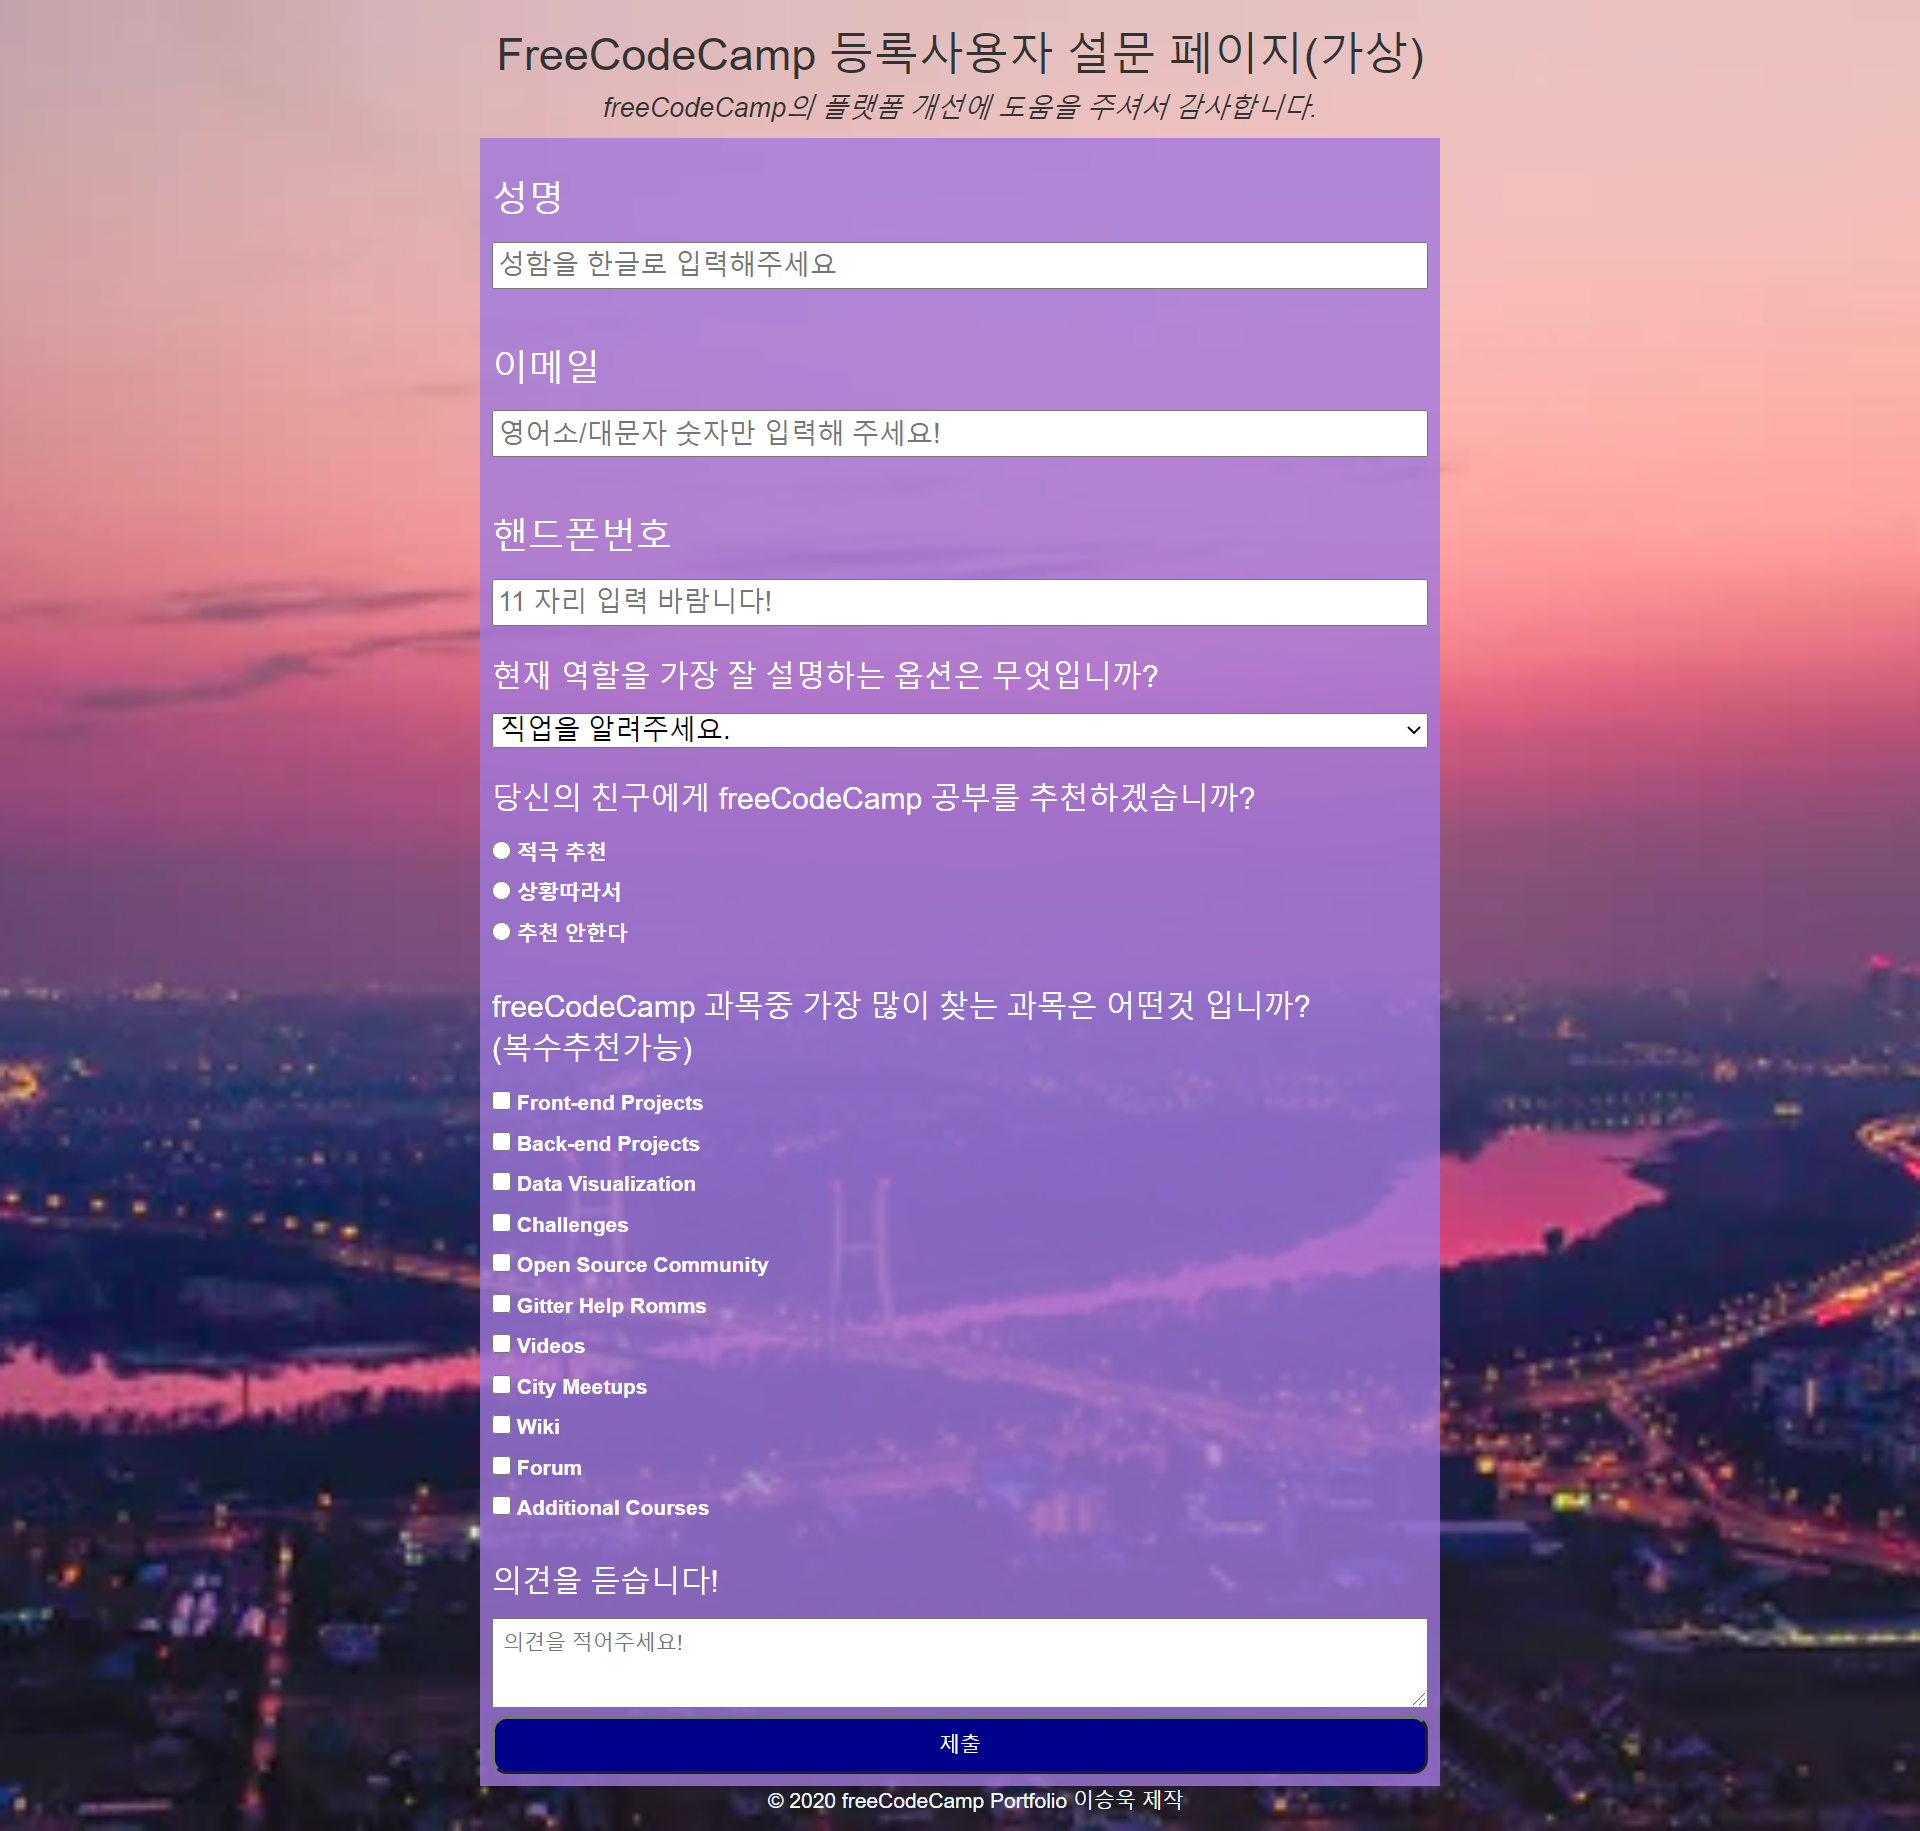 FreeCodeCamp 등록사용자 설문 페이지(가상)
freeCodeCamp의 플랫폼 개선에 도움을 주셔서 감사합니다.
성명
성함을 한글로 입력해주세요
이메일
영어소/대문자 숫자만 입력해 주세요!
핸드폰번호
11 자리 입력 바람니다!
현재 역할을 가장 잘 설명하는 옵션은 무엇입니까?
직업을 알려주세요.
당신의 친구에게 freeCodeCamp 공부를 추천하겠습니까?
적극 추천
상황따라서
추천 안한다
freeCodeCamp 과목중 가장 많이 찾는 과목은 어떤것 입니까?
(복수추천가능)
Front-end Projects
Back-end Projects
Data Visualization
Challenges
Open Source Community
Gitter Help Romms
Videos
City Meetups
Wiki
Forum
Additional Courses
의견을 듣습니다!
의견을 적어주세요!
제출
© 2020 freeCodeCamp Portfolio 이승욱 제작